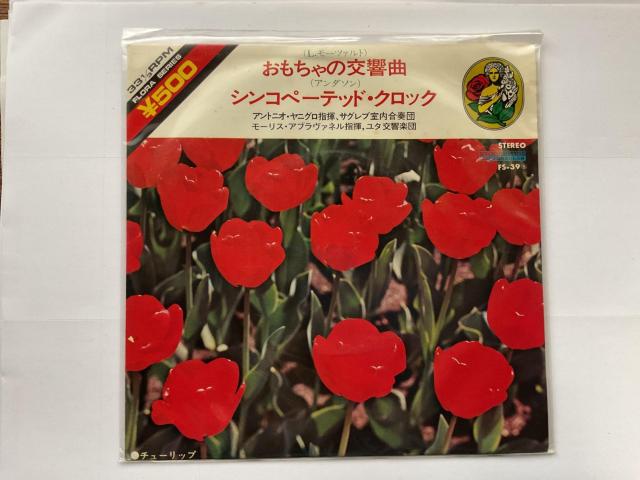 33⅓RPM
FLORA SERIES
¥500
(L.モーツァルト)
おもちゃの交響曲
(アンダソン)
シンコペーテッド・クロック
アントニオ・ヤニグロ指揮、ザグレブ室内合奏団
モーリス・アブラヴァネル指揮、ユタ交響楽団
STEREO
FS-39
●チューリップ